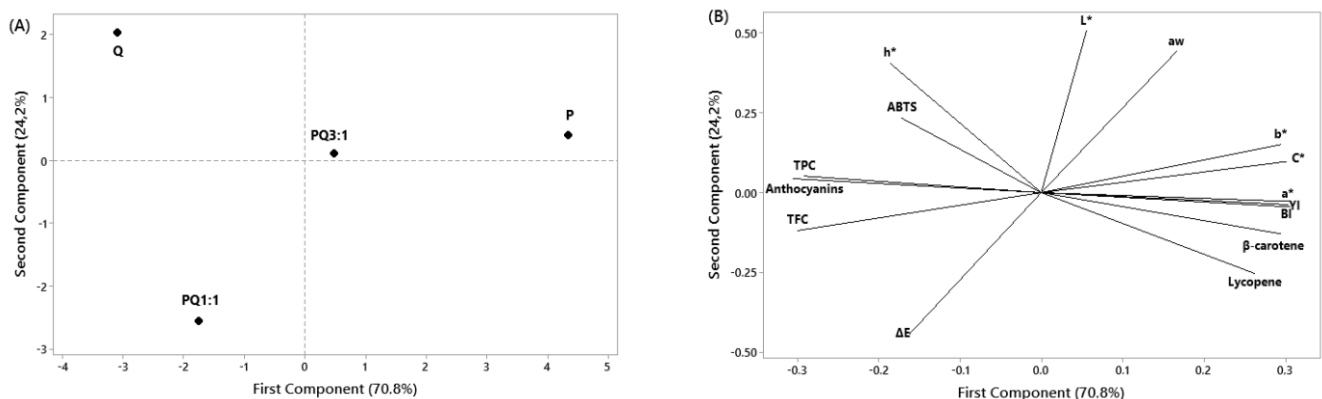 (A)
Second Component (24,2%)
2
1
0
-1
-2
-3
Q
P
PQ3:1
PQ1:1
-4 -3 -2 -1 0 1 2 3 4 5
First Component (70.8%)
(B)
Second Component (24,2%)
0.50
0.25
0.00
-0.25
-0.50
L*
aw
h*
ABTS
b*
C*
TPC
Anthocyanins
a*
YI
BI
TFC
β-carotene
Lycopene
ΔE
-0.3 -0.2 -0.1 0.0 0.1 0.2 0.3
First Component (70.8%)